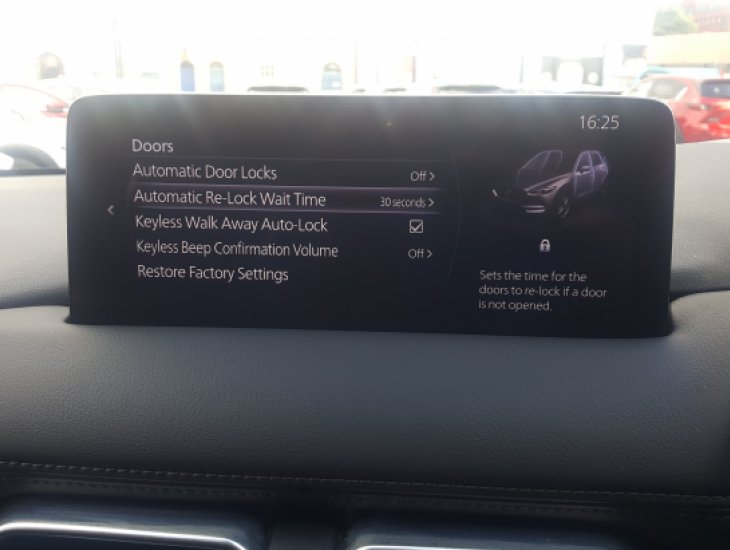 16:25
Doors
Automatic Door Locks Off >
Automatic Re-Lock Wait Time 30 seconds >
Keyless Walk Away Auto-Lock
Keyless Beep Confirmation Volume Off >
Restore Factory Settings
Sets the time for the
doors to re-lock if a door
is not opened.